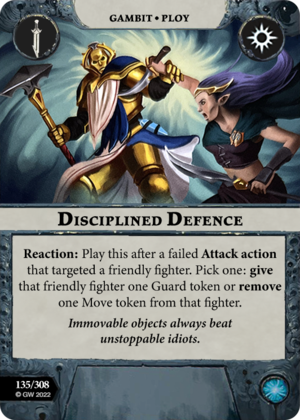 GAMBIT • PLOY
DISCIPLINED DEFENCE
Reaction: Play this after a failed Attack action
that targeted a friendly fighter. Pick one: give
that friendly fighter one Guard token or remove
one Move token from that fighter.
Immovable objects always beat
unstoppable idiots.
135/308
© GW 2022